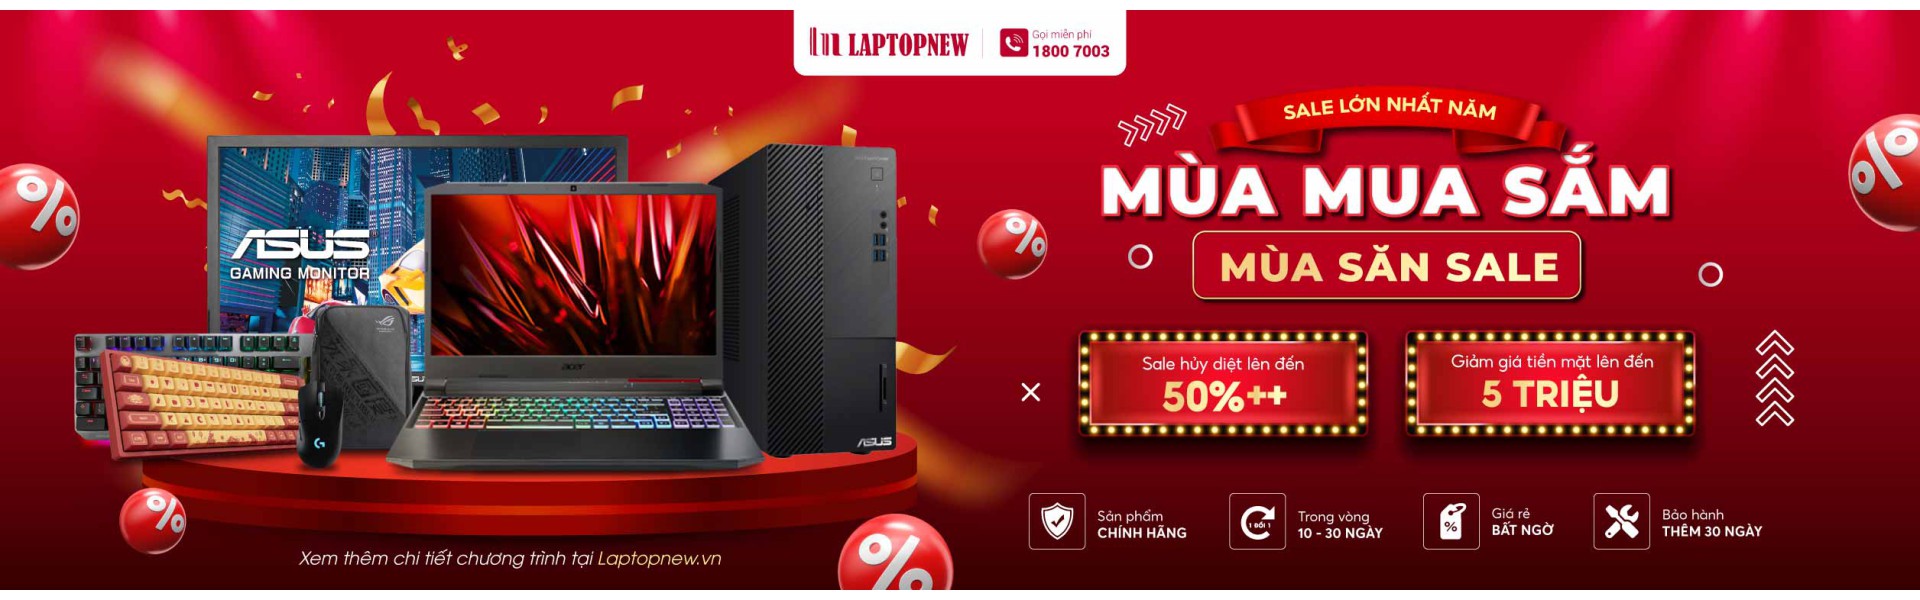 LAPTOPNEW
Gọi miễn phí
1800 7003
SALE LỚN NHẤT NĂM
MÙA MUA SẮM
MÙA SĂN SALE
Sale hủy diệt lên đến
50%++
Giảm giá tiền mặt lên đến
5 TRIỆU
Sản phẩm
CHÍNH HÃNG
1 ĐỔI 1
Trong vòng
10 - 30 NGÀY
%
Giá rẻ
BẤT NGỜ
Bảo hành
THÊM 30 NGÀY
ASUS
GAMING MONITOR
acer
ASUS
G
%
%
%
%
%
Xem thêm chi tiết chương trình tại Laptopnew.vn